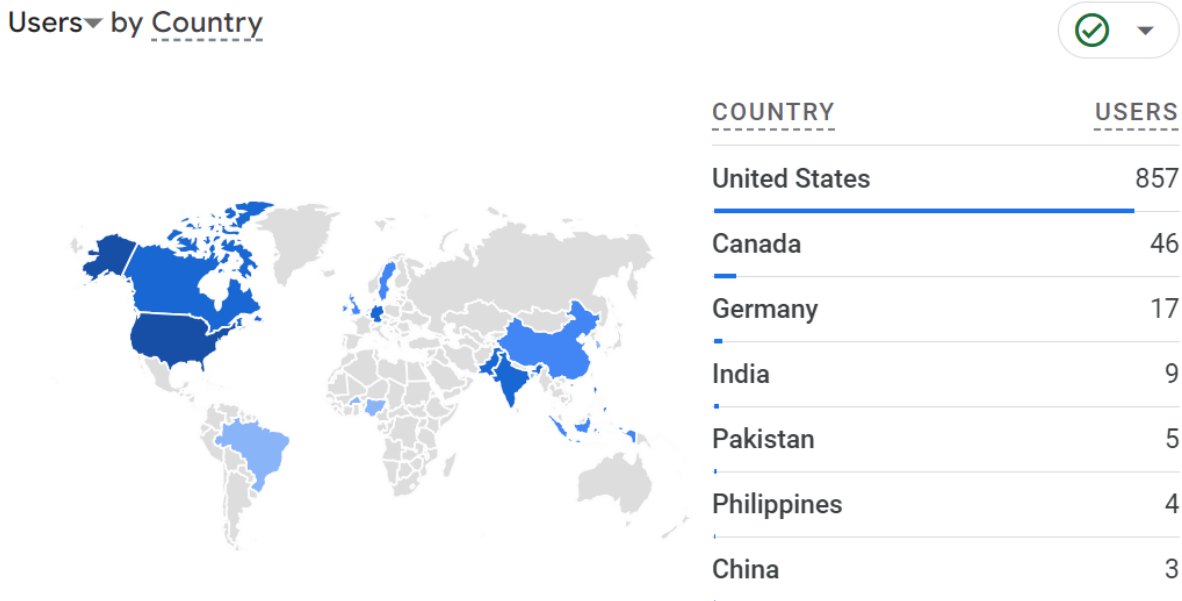 Users by Country
COUNTRY USERS
United States 857
Canada 46
Germany 17
India 9
Pakistan 5
Philippines 4
China 3